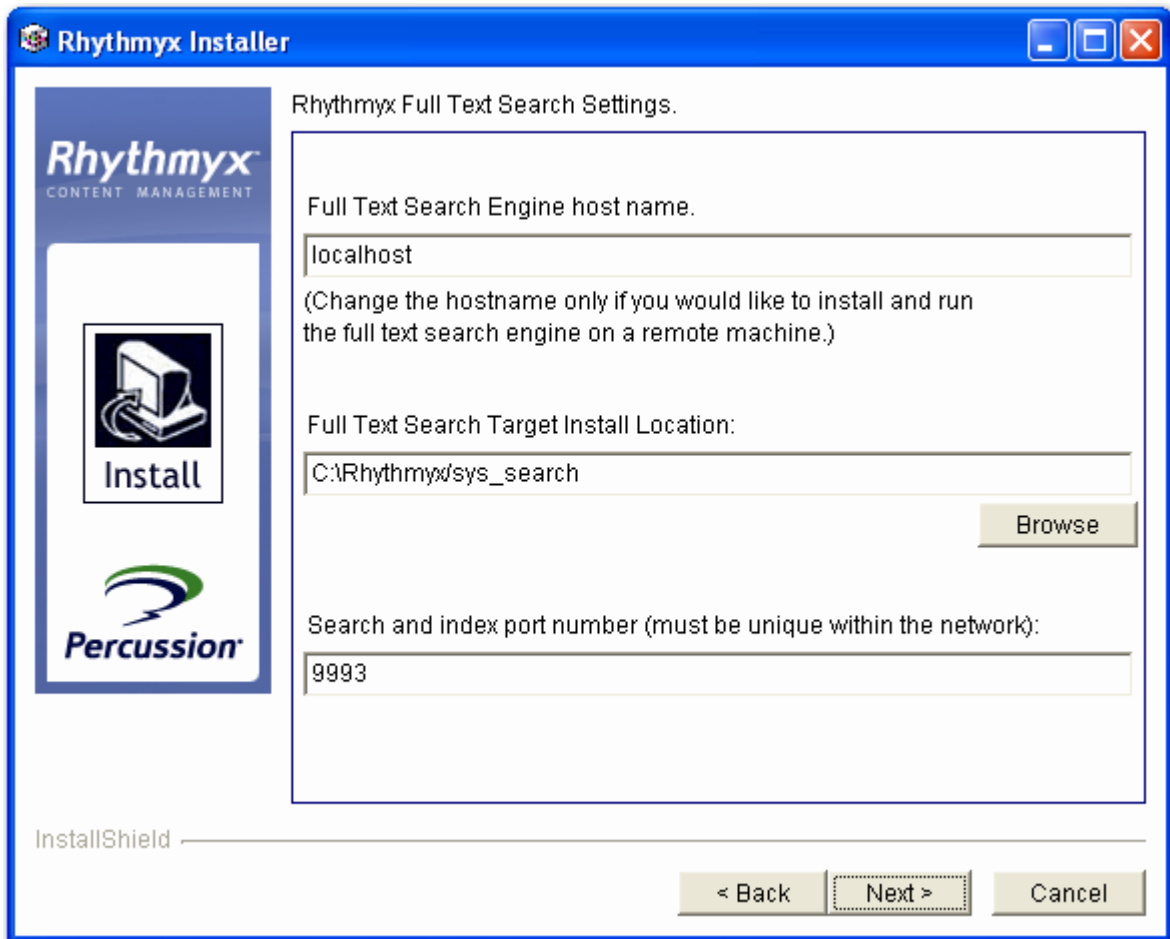 Rhythmyx Installer
Rhythmyx
CONTENT MANAGEMENT
Install
Percussion
Rhythmyx Full Text Search Settings.
Full Text Search Engine host name.
localhost
(Change the hostname only if you would like to install and run
the full text search engine on a remote machine.)
Full Text Search Target Install Location:
C:\Rhythmyx/sys_search
Browse
Search and index port number (must be unique within the network):
9993
InstallShield
< Back
Next >
Cancel